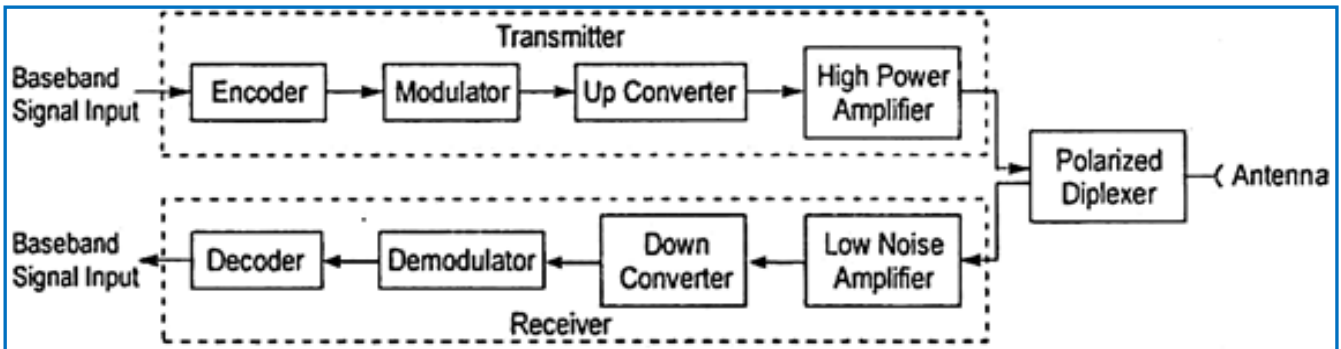 Transmitter
Baseband
Signal Input
Encoder
Modulator
Up Converter
High Power
Amplifier
Polarized
Diplexer
Antenna
Baseband
Signal Input
Decoder
Demodulator
Down
Converter
Low Noise
Amplifier
Receiver